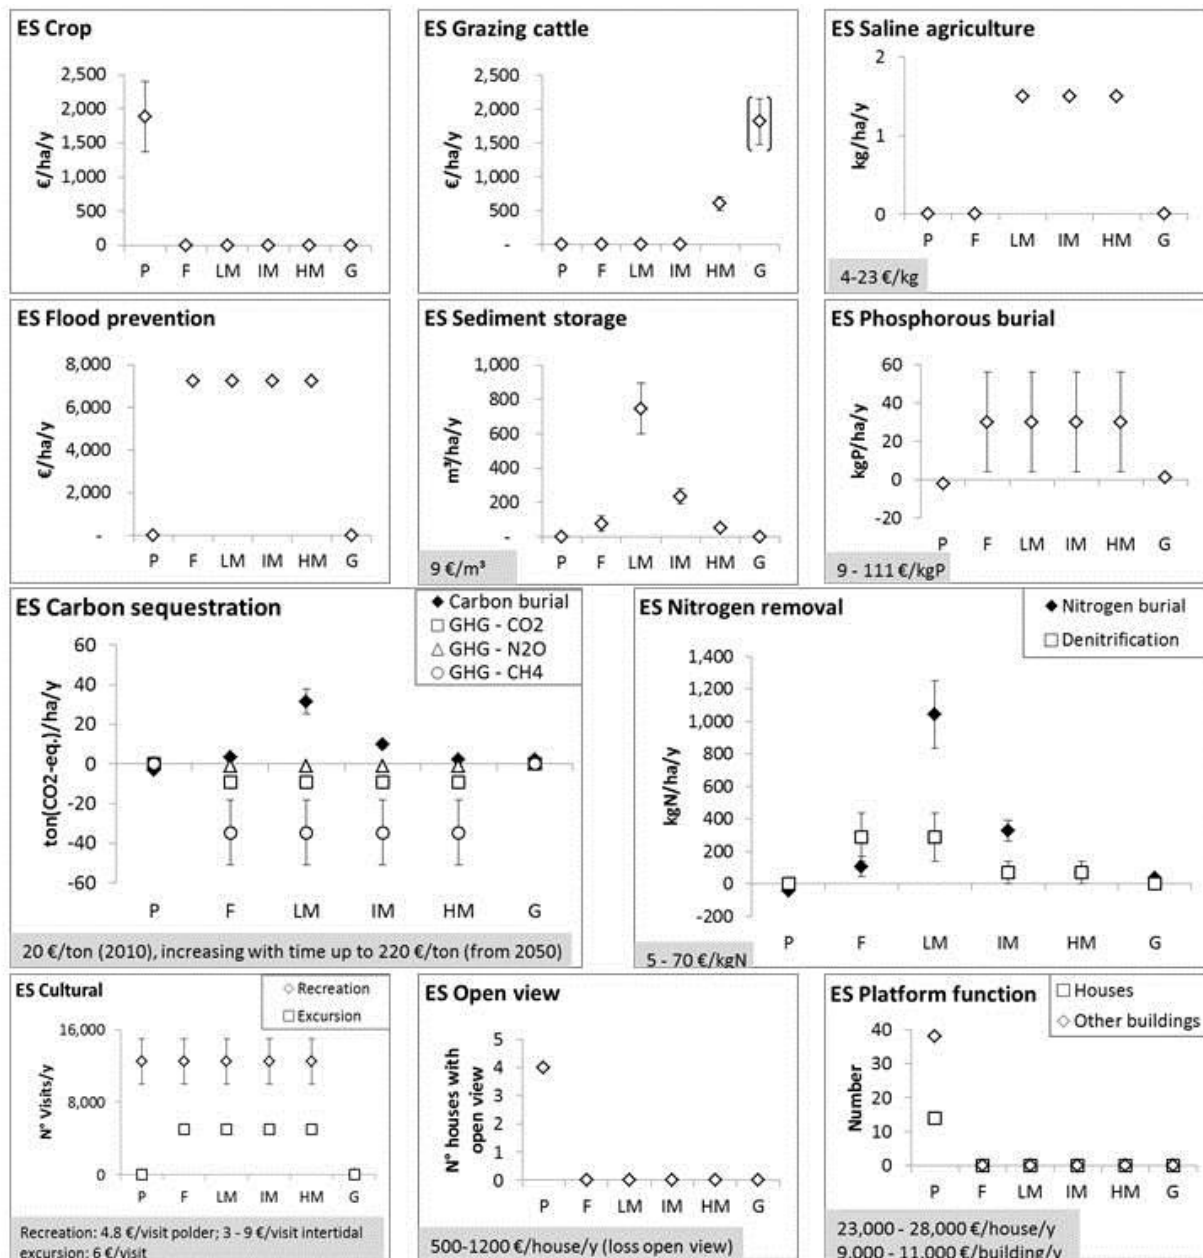 ES Crop
€/ha/y
2,500
2,000
1,500
1,000
500
0
P F LM IM HM G
ES Grazing cattle
€/ha/y
2,500
2,000
1,500
1,000
500
-
P F LM IM HM G
ES Saline agriculture
kg/ha/y
2
1
0
P F LM IM HM G
4-23 €/kg
ES Flood prevention
€/ha/y
8,000
6,000
4,000
2,000
-
P F LM IM HM G
ES Sediment storage
m³/ha/y
1,000
800
600
400
200
-
P F LM IM HM G
9 €/m³
ES Phosphorous burial
kgP/ha/y
60
40
20
0
-20
P F LM IM HM G
9 - 111 €/kgP
ES Carbon sequestration
Carbon burial
GHG - CO2
GHG - N2O
GHG - CH4
ton(CO2-eq.)/ha/y
60
40
20
0
-20
-40
-60
P F LM IM HM G
20 €/ton (2010), increasing with time up to 220 €/ton (from 2050)
ES Nitrogen removal
Nitrogen burial
Denitrification
kgN/ha/y
1,400
1,200
1,000
800
600
400
200
0
-200
P F LM IM HM G
5 - 70 €/kgN
ES Cultural
Recreation
Excursion
N° Visits/y
16,000
8,000
0
P F LM IM HM G
Recreation: 4.8 €/visit polder; 3 - 9 €/visit intertidal
excursion: 6 €/visit
ES Open view
N° houses with
open view
5
4
3
2
1
0
P F LM IM HM G
500-1200 €/house/y (loss open view)
ES Platform function
Houses
Other buildings
Number
40
30
20
10
0
P F LM IM HM G
23,000 - 28,000 €/house/y
9,000 - 11,000 €/building/y